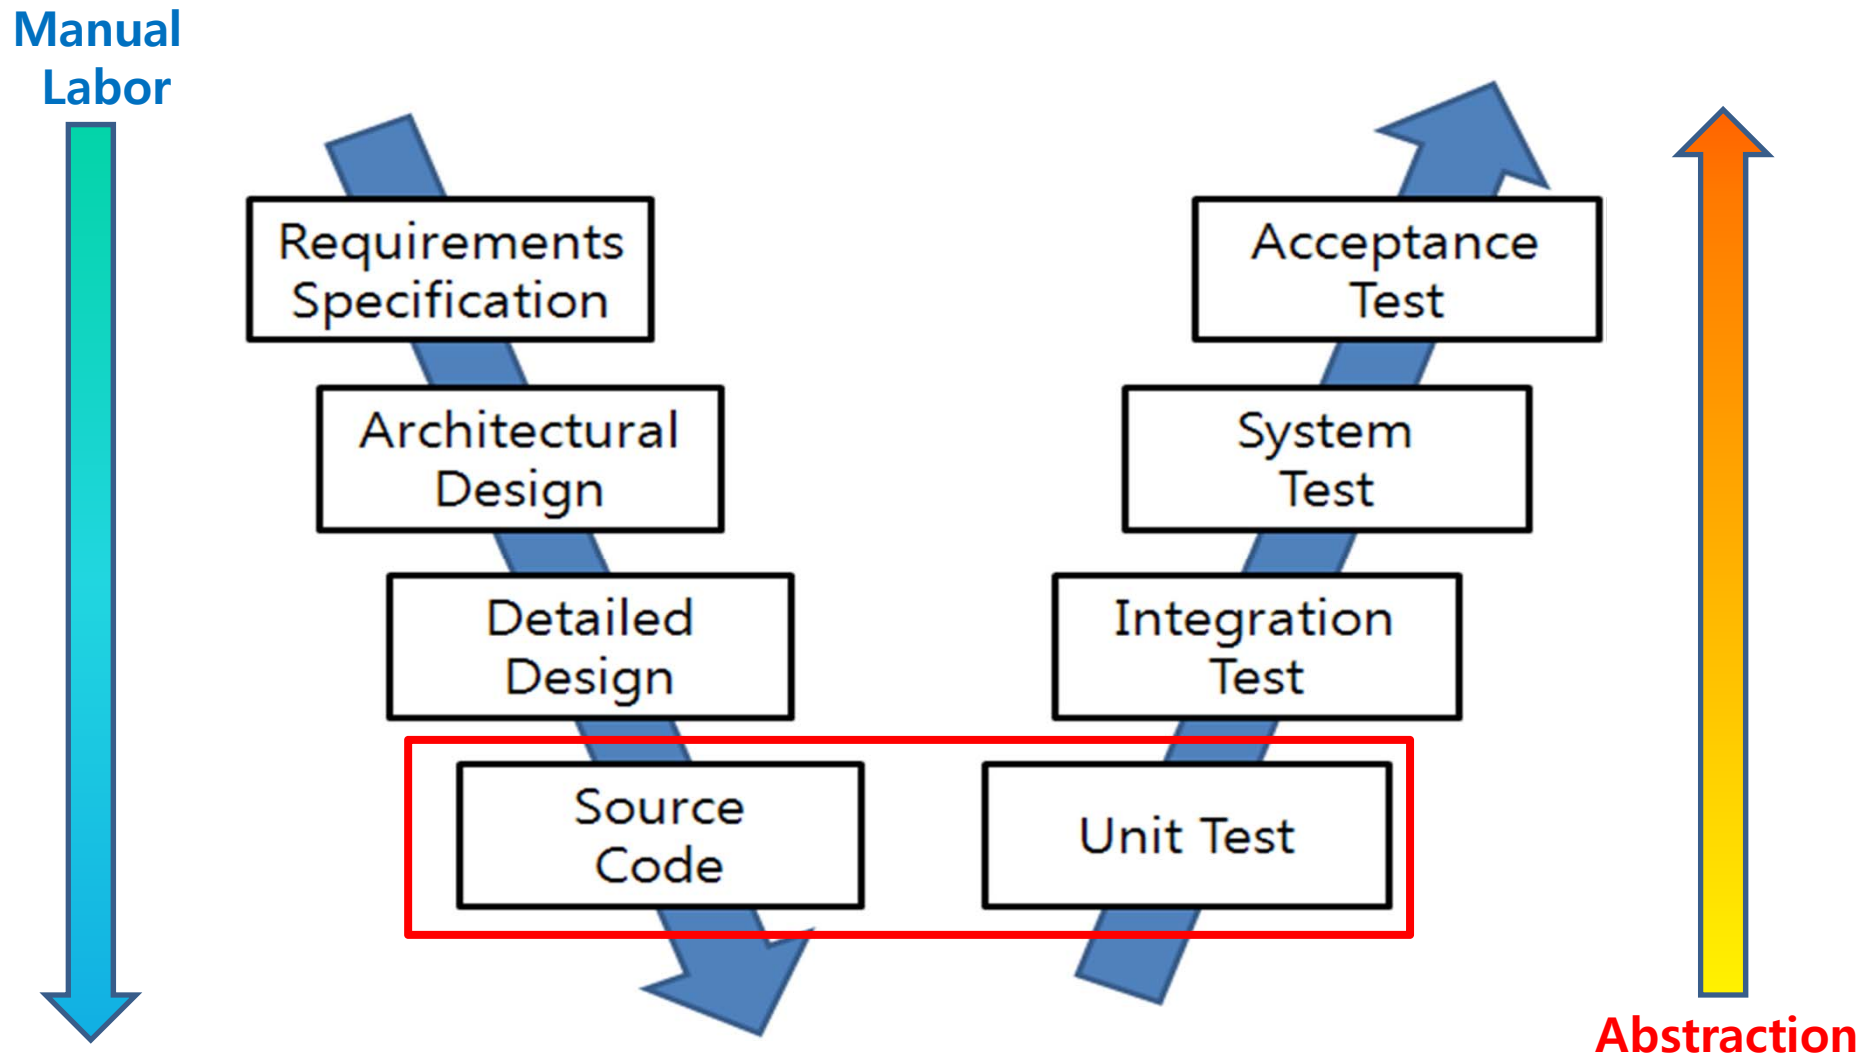 Manual
Labor
Requirements
Specification
Acceptance
Test
Architectural
Design
System
Test
Detailed
Design
Integration
Test
Source
Code
Unit Test
Abstraction